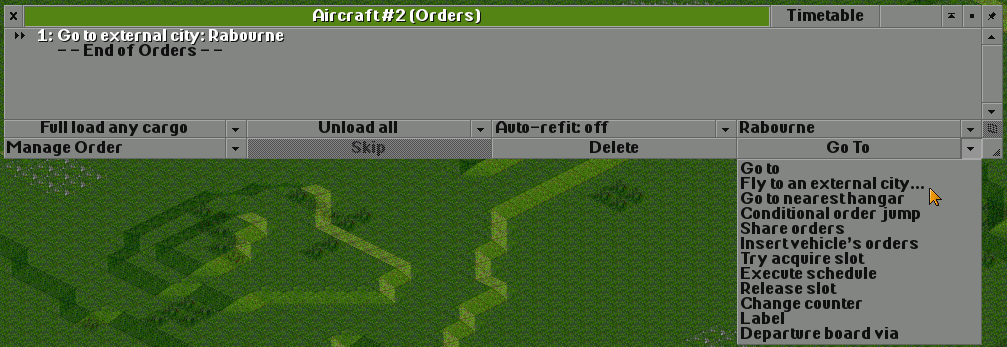 Aircraft #2 (Orders)
Timetable
1: Go to external city: Rabourne
- - End of Orders - -
Full load any cargo
Unload all
Auto-refit: off
Rabourne
Manage Order
Skip
Delete
Go To
Go to
Fly to an external city...
Go to nearest hangar
Conditional order jump
Share orders
Insert vehicle's orders
Try acquire slot
Execute schedule
Release slot
Change counter
Label
Departure board via